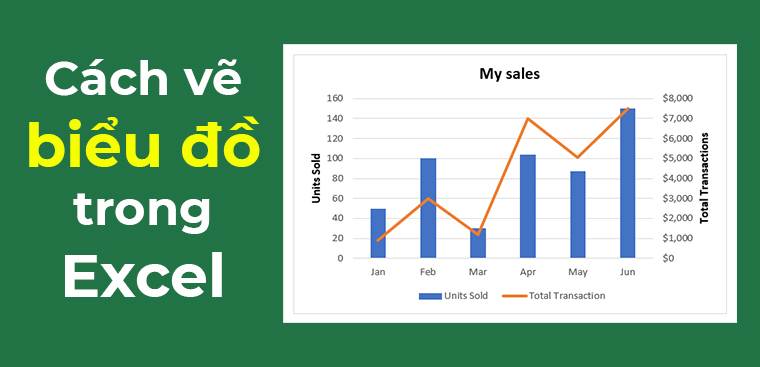 Cách vẽ
biểu đồ
trong
Excel
My sales
Units Sold
160
140
120
100
80
60
40
20
0
$8,000
$7,000
$6,000
$5,000
$4,000
$3,000
$2,000
$1,000
$0
Total Transactions
Jan Feb Mar Apr May Jun
Units Sold Total Transaction